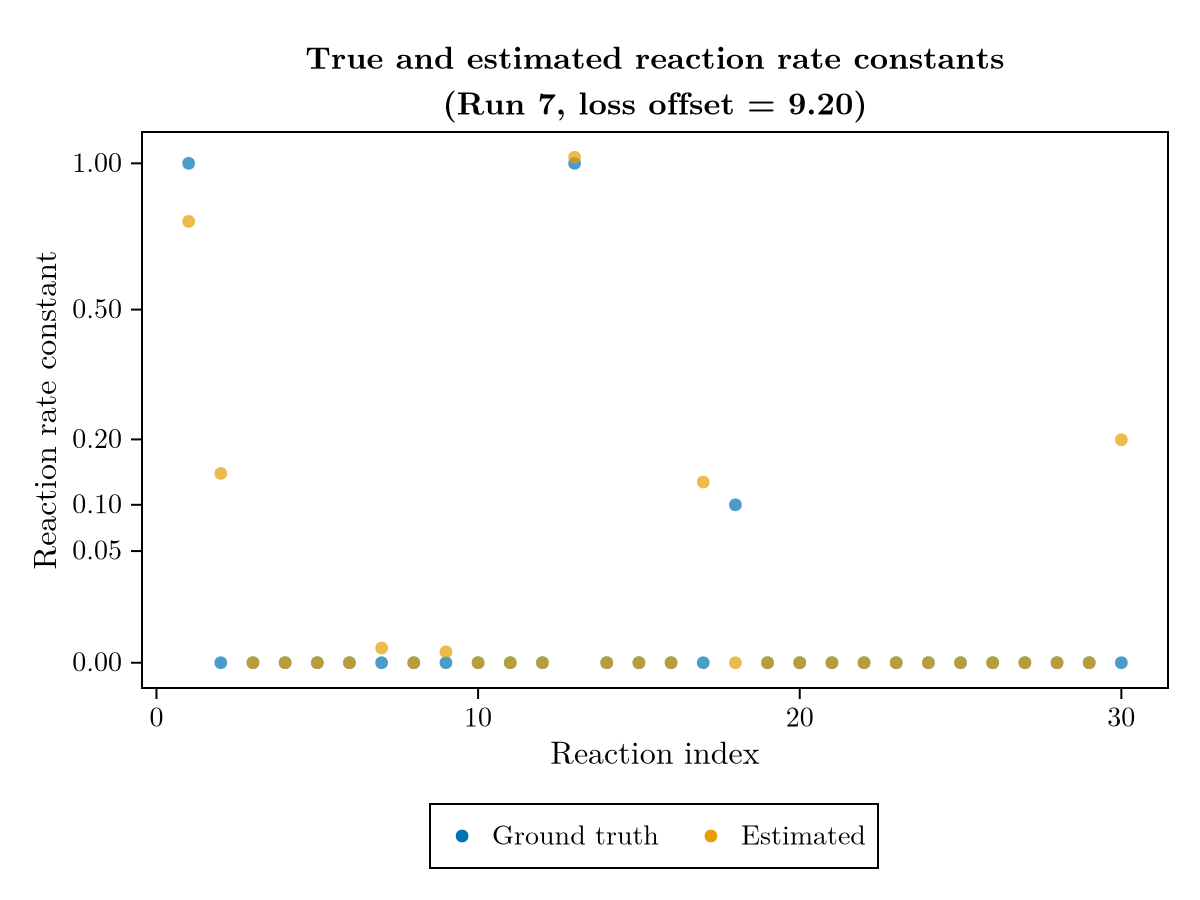 True and estimated reaction rate constants
(Run 7, loss offset = 9.20)
Reaction rate constant
1.00
0.50
0.20
0.10
0.05
0.00
0 10 20 30
Reaction index
Ground truth Estimated